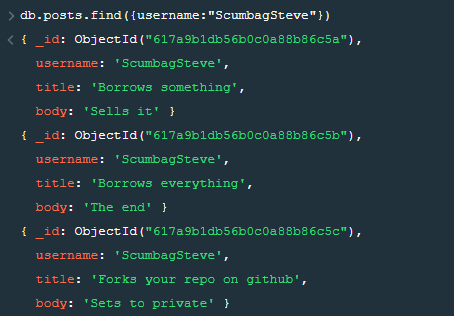 > db.posts.find({username:"ScumbagSteve"})
< { _id: ObjectId("617a9b1db56b0c0a88b86c5a"),
username: 'ScumbagSteve',
title: 'Borrows something',
body: 'Sells it' }
{ _id: ObjectId("617a9b1db56b0c0a88b86c5b"),
username: 'ScumbagSteve',
title: 'Borrows everything',
body: 'The end' }
{ _id: ObjectId("617a9b1db56b0c0a88b86c5c"),
username: 'ScumbagSteve',
title: 'Forks your repo on github',
body: 'Sets to private' }